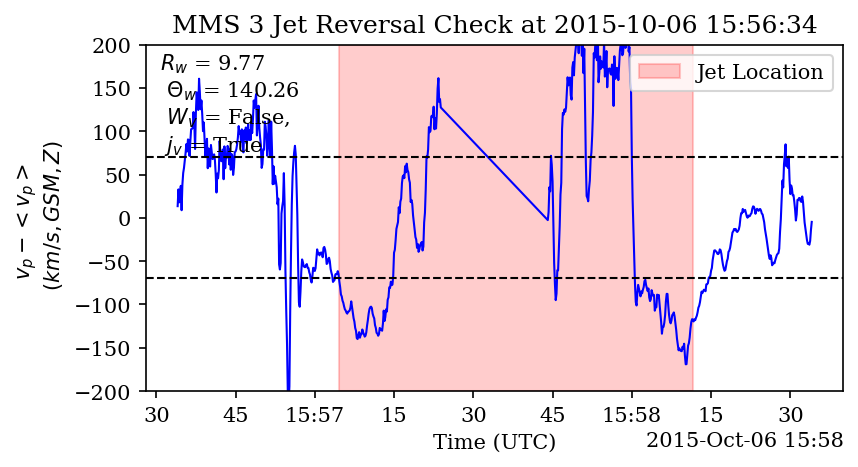 MMS 3 Jet Reversal Check at 2015-10-06 15:56:34
R_w = 9.77
Θ_w = 140.26
W_v = False,
j_v = True
Jet Location
v_p − < v_p >
(km/s, GSM, Z)
200
150
100
50
0
−50
−100
−150
−200
30 45 15:57 15 30 45 15:58 15 30
Time (UTC)
2015-Oct-06 15:58